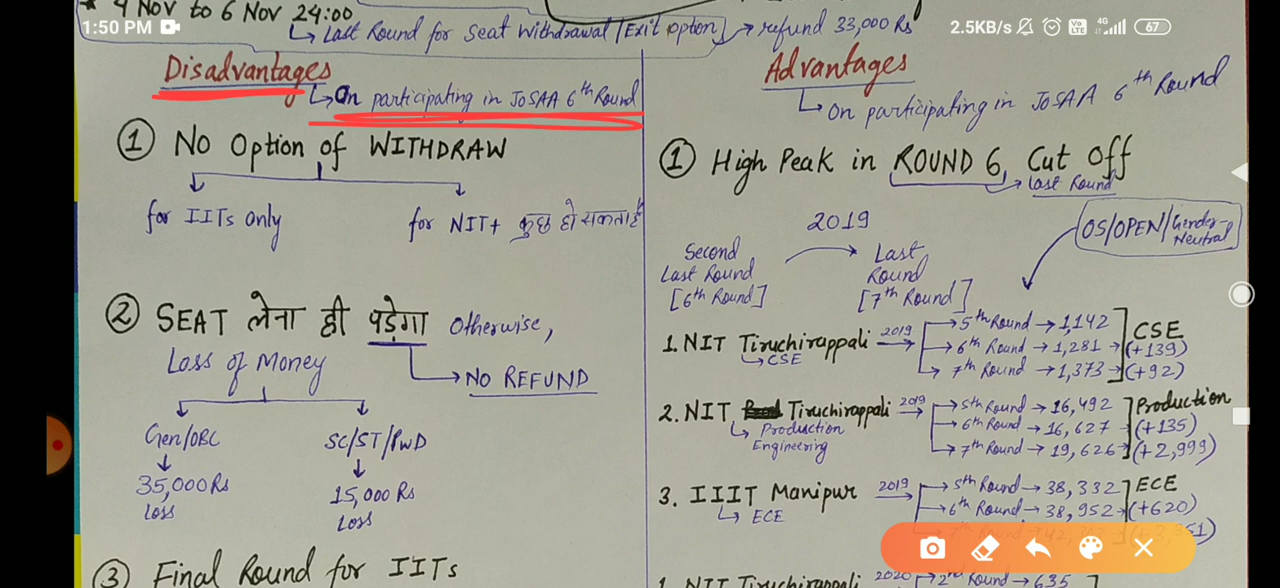 * 4 Nov to 6 Nov 24:00
1:50 PM
2.5KB/s
4G
67
↳ Last Round for Seat Withdrawal / Exit option → refund 33,000 Rs
Disadvantages
↳ On participating in JoSAA 6th Round
① No Option of WITHDRAW
for IITs only
for NIT+ कुछ हो सकता है
② SEAT लेना ही पड़ेगा Otherwise,
Loss of Money
→ NO REFUND
Gen/OBC
SC/ST/PwD
35,000 Rs
15,000 Rs
Loss
Loss
③ Final Round for IITs
Advantages
↳ On participating in JoSAA 6th Round
① High Peak in ROUND 6 Cut Off
→ Last Round
2019
OS/OPEN/Gender-
Neutral
Second
Last Round
[6th Round]
Last
Round
[7th Round]
1. NIT Tiruchirappali 2019
↳ CSE
5th Round → 1,142
6th Round → 1,281 → (+139)
7th Round → 1,373 → (+92)
CSE
2. NIT Tiruchirappali 2019
↳ Production
Engineering
5th Round → 16,492
6th Round → 16,627 (+135)
7th Round → 19,626 → (+2,999)
Production
3. IIIT Manipur 2019
↳ ECE
5th Round → 38,332
6th Round → 38,952 → (+620)
ECE
1. NIT Tiruchirappali 2020 2nd Round → 635